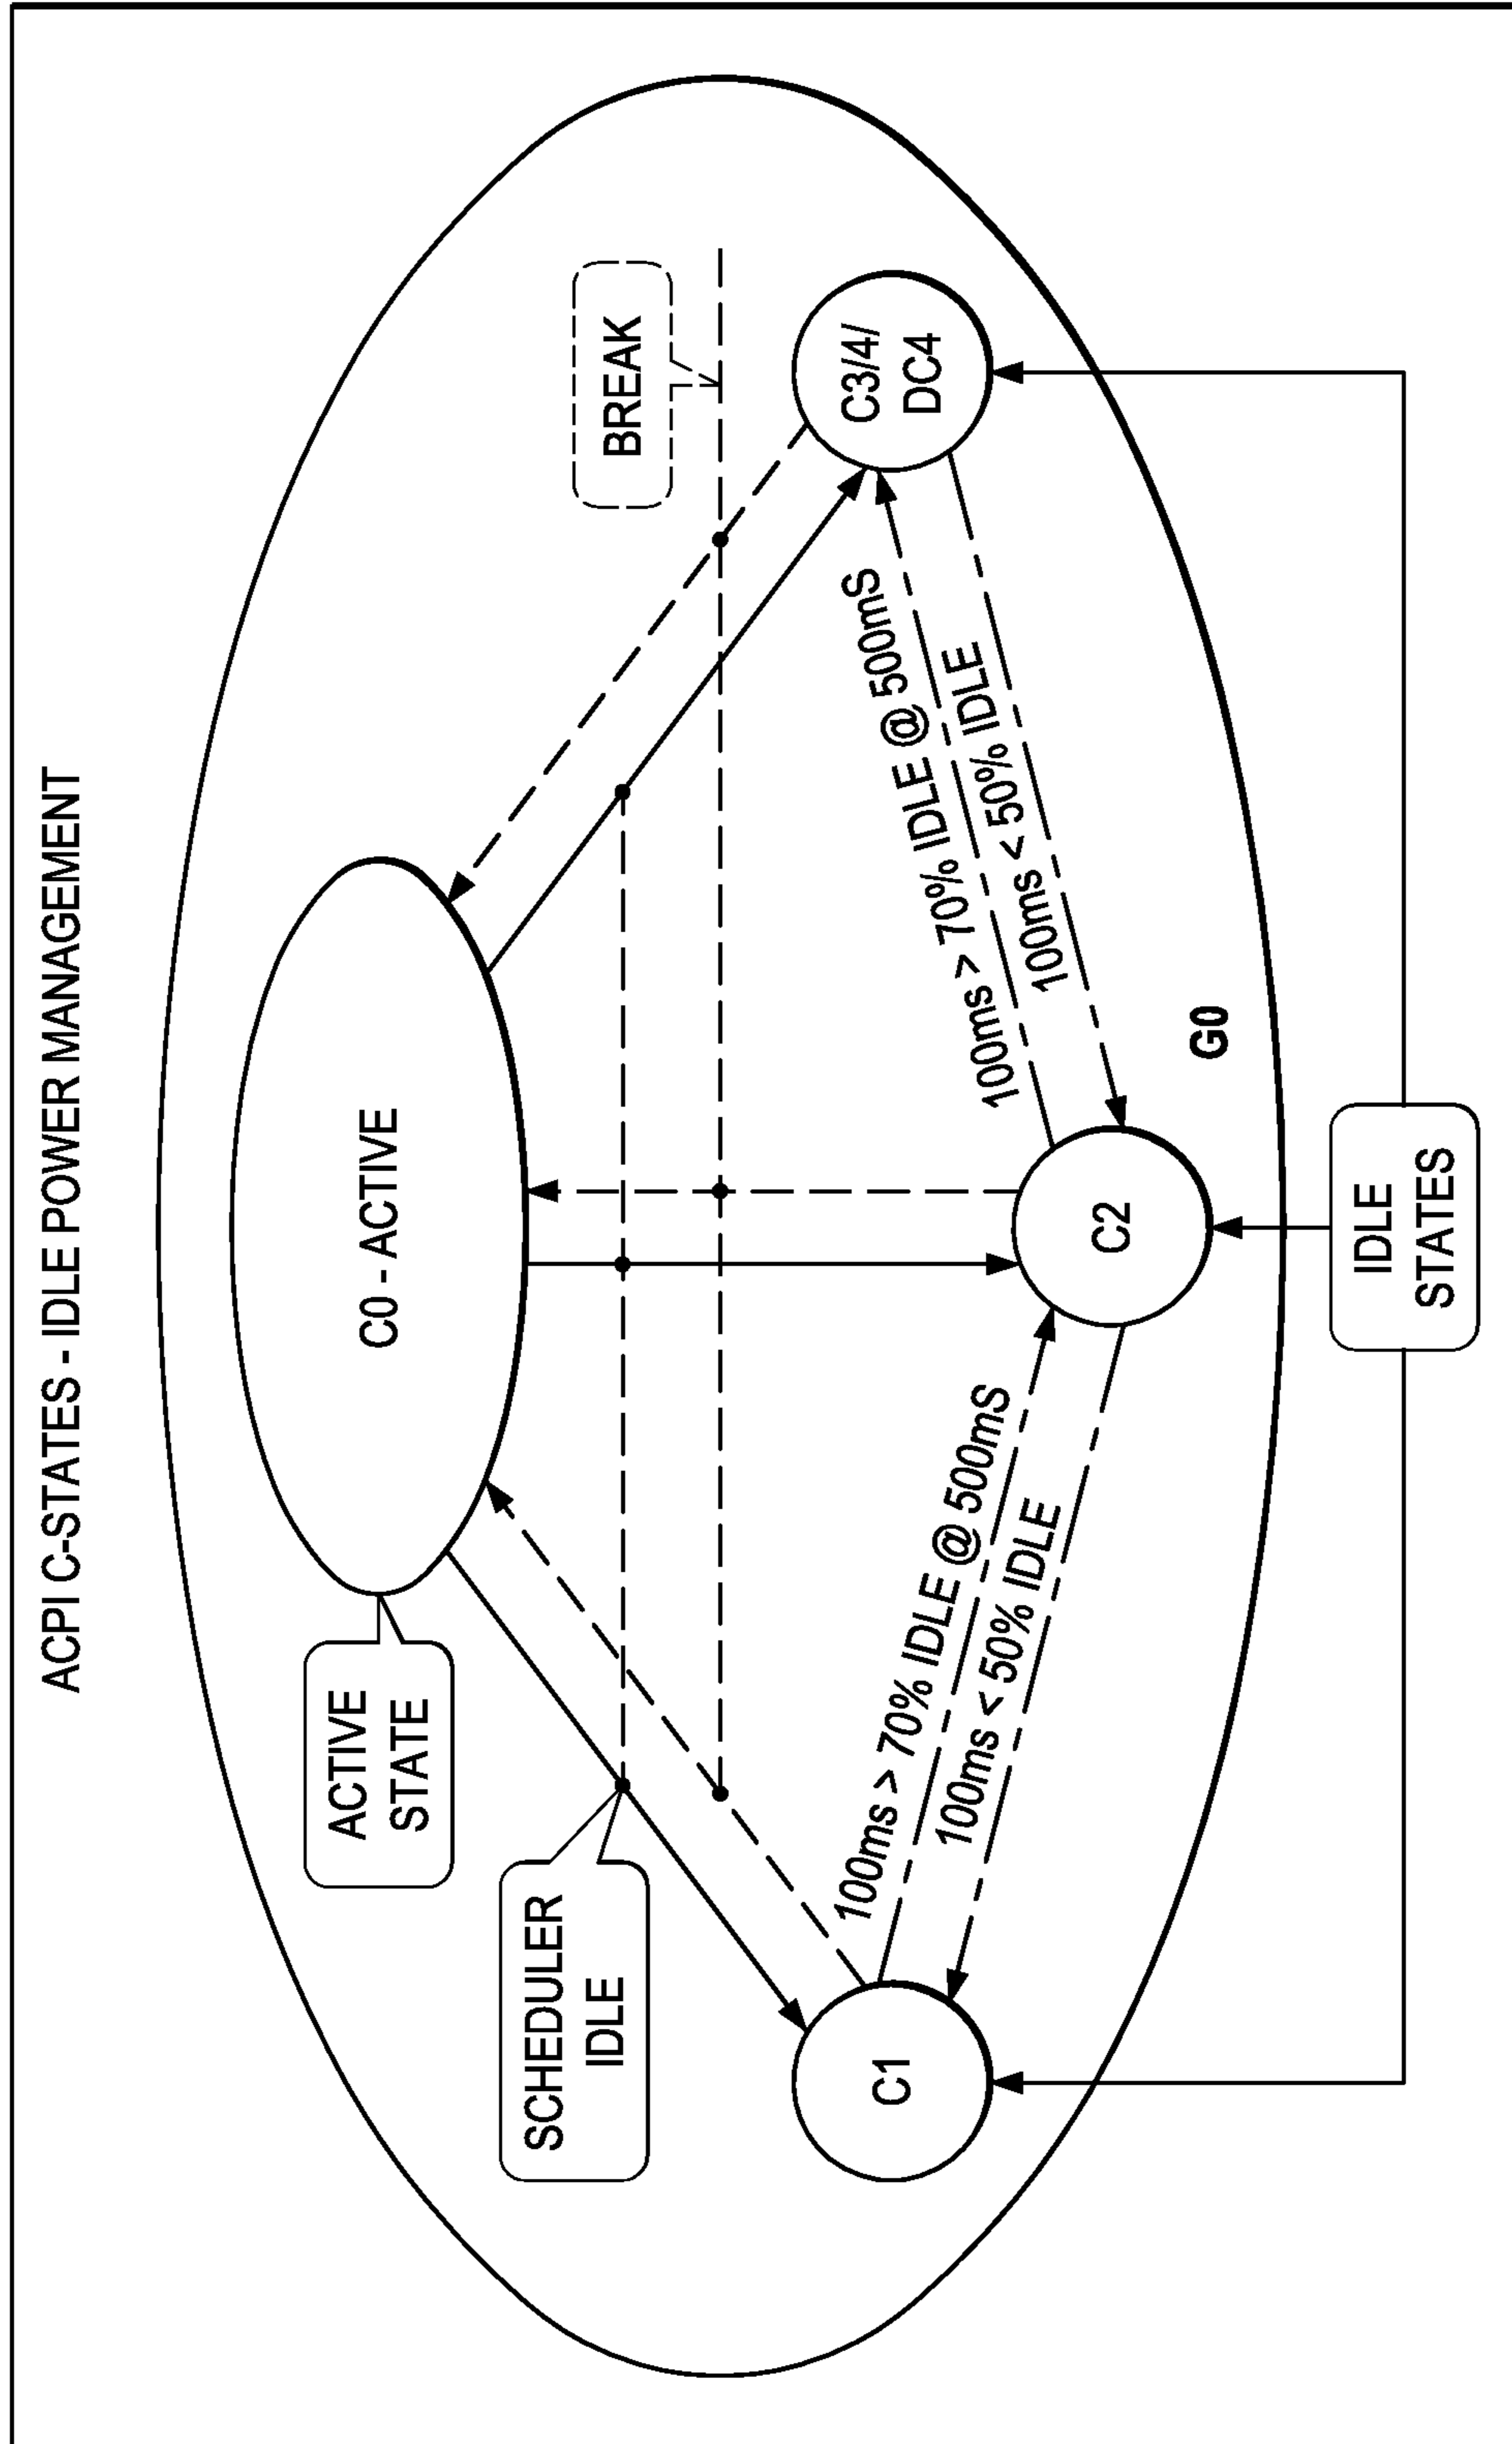 ACPI C-STATES - IDLE POWER MANAGEMENT
C0 - ACTIVE
ACTIVE
STATE
SCHEDULER
IDLE
BREAK
C1
C2
C3/4/
DC4
100ms > 70% IDLE @ 500mS
100ms < 50% IDLE
100ms > 70% IDLE @ 500mS
100ms ≤ 50% IDLE
G0
IDLE
STATES